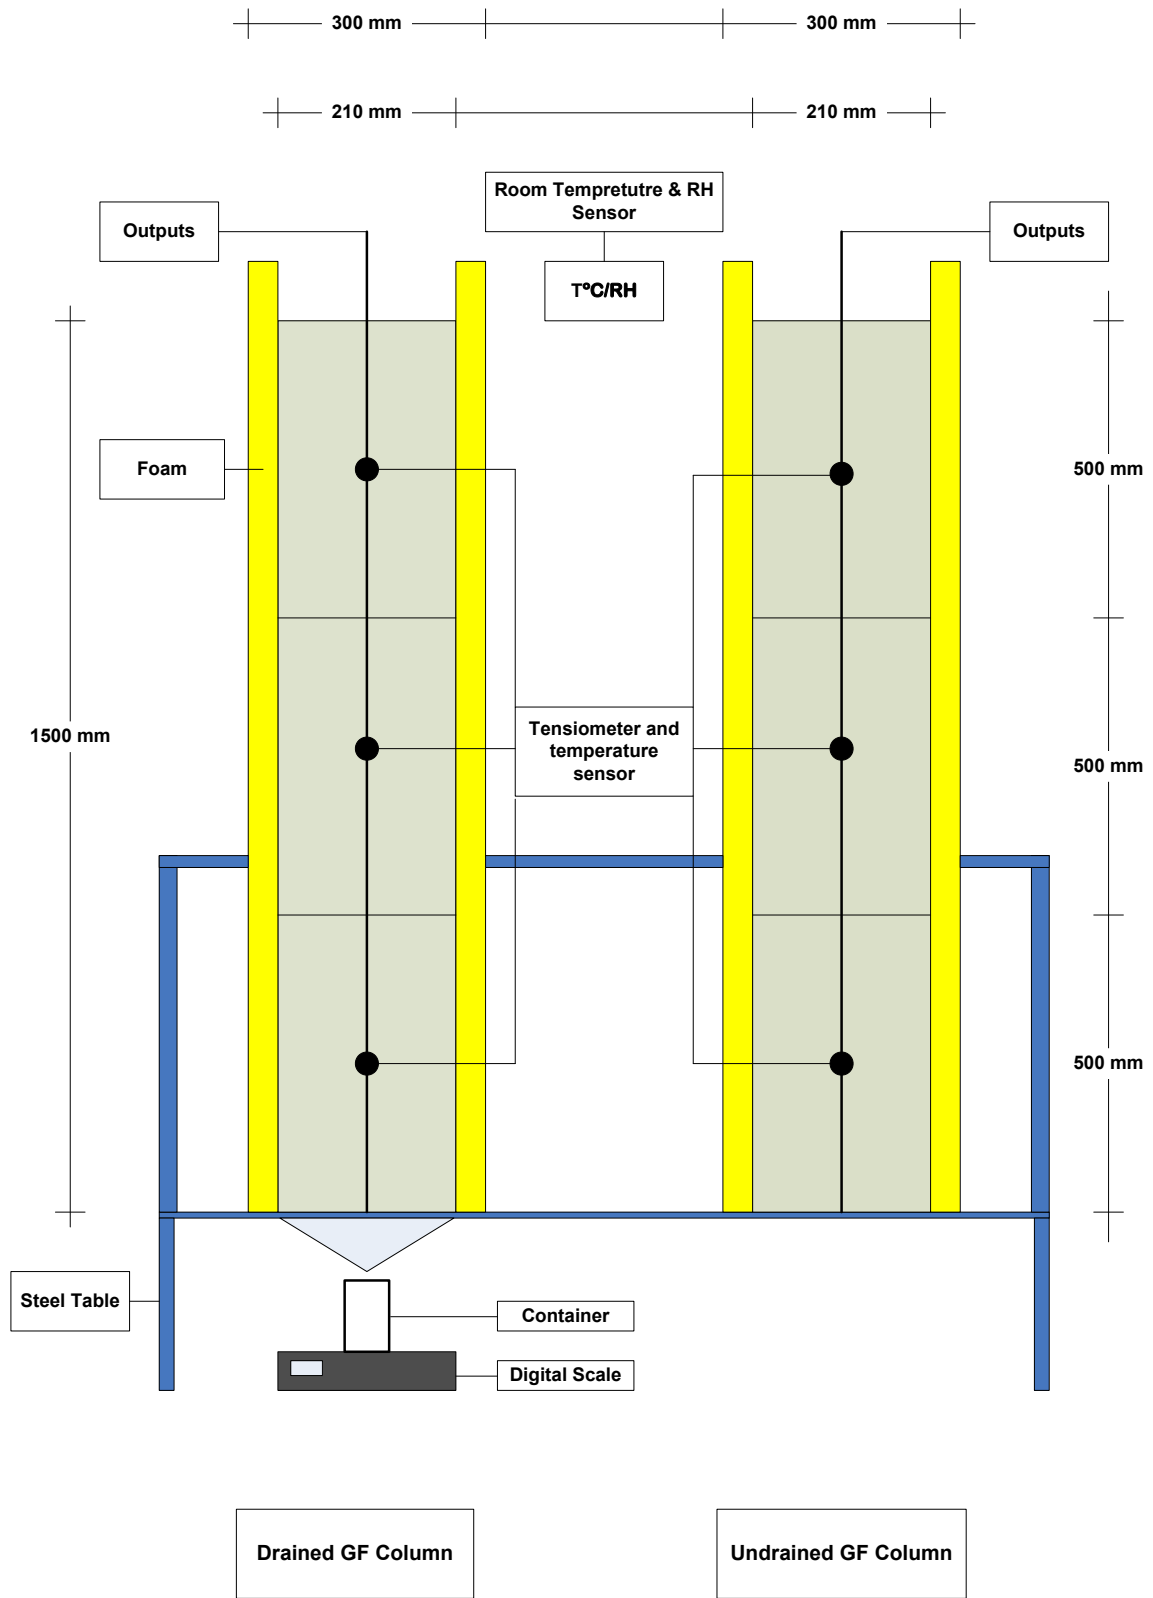 300 mm
300 mm
210 mm
210 mm
Room Tempretutre & RH
Sensor
Outputs
Outputs
TºC/RH
Foam
500 mm
1500 mm
Tensiometer and
temperature
sensor
500 mm
500 mm
Steel Table
Container
Digital Scale
Drained GF Column
Undrained GF Column